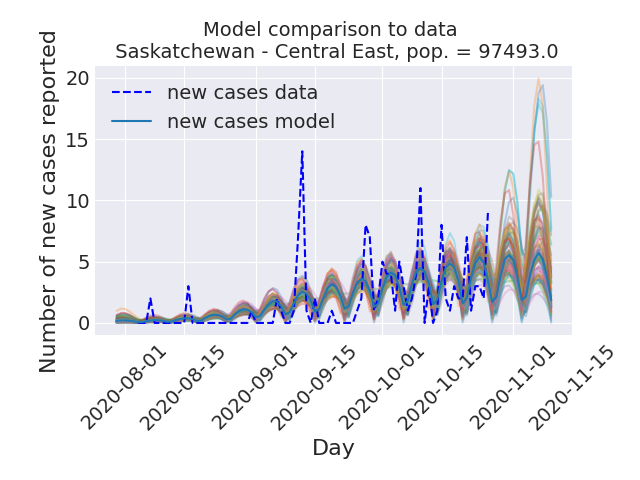 Model comparison to data
Saskatchewan - Central East, pop. = 97493.0
Number of new cases reported
20
15
10
5
0
new cases data
new cases model
2020-08-01
2020-08-15
2020-09-01
2020-09-15
2020-10-01
2020-10-15
2020-11-01
2020-11-15
Day